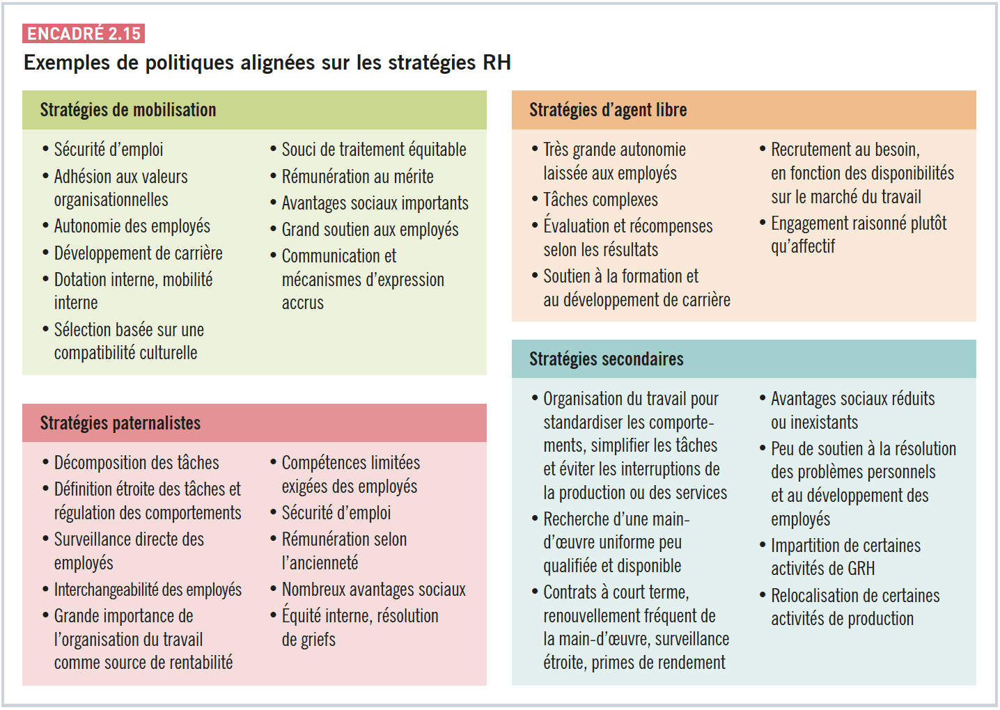 ENCADRÉ 2.15
Exemples de politiques alignées sur les stratégies RH
Stratégies de mobilisation
• Sécurité d'emploi
• Adhésion aux valeurs
organisationnelles
• Autonomie des employés
• Développement de carrière
• Dotation interne, mobilité
interne
• Sélection basée sur une
compatibilité culturelle
• Souci de traitement équitable
• Rémunération au mérite
• Avantages sociaux importants
• Grand soutien aux employés
• Communication et
mécanismes d'expression
accrus
Stratégies d'agent libre
• Très grande autonomie
laissée aux employés
• Tâches complexes
• Évaluation et récompenses
selon les résultats
• Soutien à la formation et
au développement de carrière
• Recrutement au besoin,
en fonction des disponibilités
sur le marché du travail
• Engagement raisonné plutôt
qu'affectif
Stratégies paternalistes
• Décomposition des tâches
• Définition étroite des tâches et
régulation des comportements
• Surveillance directe des
employés
• Interchangeabilité des employés
• Grande importance de
l'organisation du travail
comme source de rentabilité
• Compétences limitées
exigées des employés
• Sécurité d'emploi
• Rémunération selon
l'ancienneté
• Nombreux avantages sociaux
• Équité interne, résolution
de griefs
Stratégies secondaires
• Organisation du travail pour
standardiser les comporte-
ments, simplifier les tâches
et éviter les interruptions de
la production ou des services
• Recherche d'une main-
d'œuvre uniforme peu
qualifiée et disponible
• Contrats à court terme,
renouvellement fréquent de
la main-d'œuvre, surveillance
étroite, primes de rendement
• Avantages sociaux réduits
ou inexistants
• Peu de soutien à la résolution
des problèmes personnels
et au développement des
employés
• Impartition de certaines
activités de GRH
• Relocalisation de certaines
activités de production